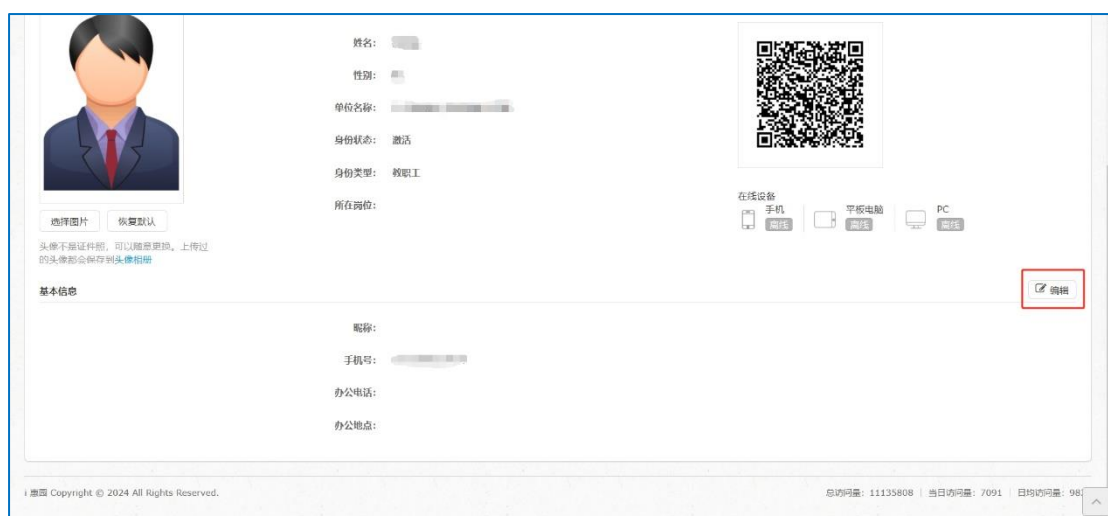 姓名：
性别：
单位名称：
身份状态： 激活
身份类型： 教职工
所在岗位：
选择图片 恢复默认
头像不是证件照，可以随意更换。上传过
的头像都会保存到头像相册
在线设备
手机 离线
平板电脑 离线
PC 离线
基本信息
编辑
昵称：
手机号：
办公电话：
办公地点：
i 惠园 Copyright © 2024 All Rights Reserved.
总访问量： 11135808 | 当日访问量： 7091 | 日均访问量： 982